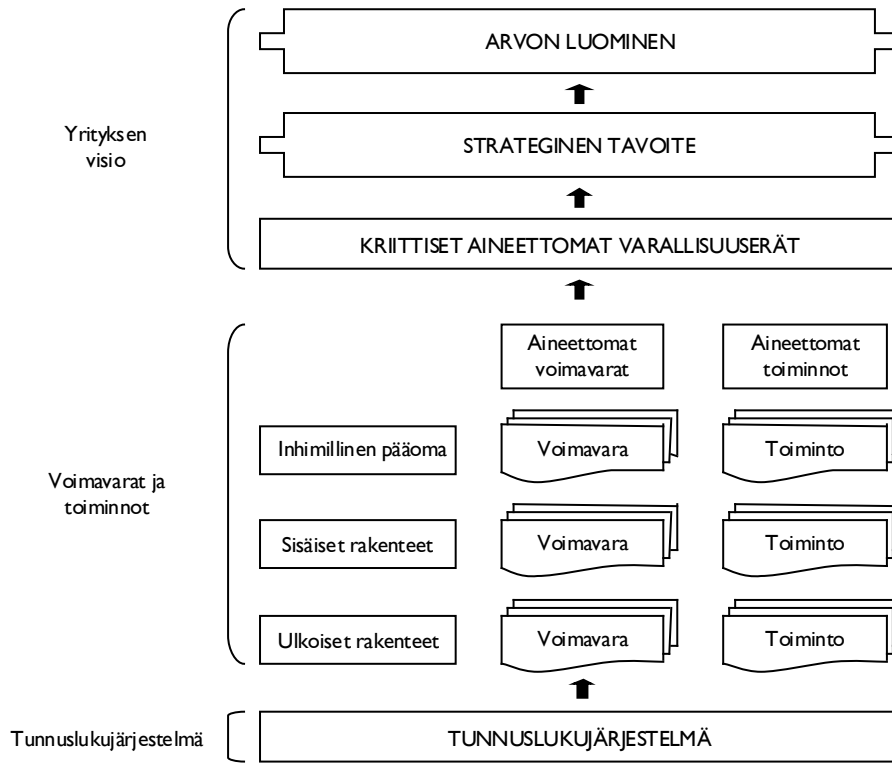 ARVON LUOMINEN
Yrityksen
visio
STRATEGINEN TAVOITE
KRIITTISET AINEETTOMAT VARALLISUUSERÄT
Aineettomat
voimavarat
Aineettomat
toiminnot
Voimavarat ja
toiminnot
Inhimillinen pääoma
Voimavara
Toiminto
Sisäiset rakenteet
Voimavara
Toiminto
Ulkoiset rakenteet
Voimavara
Toiminto
Tunnuslukujärjestelmä
TUNNUSLUKUJÄRJESTELMÄ